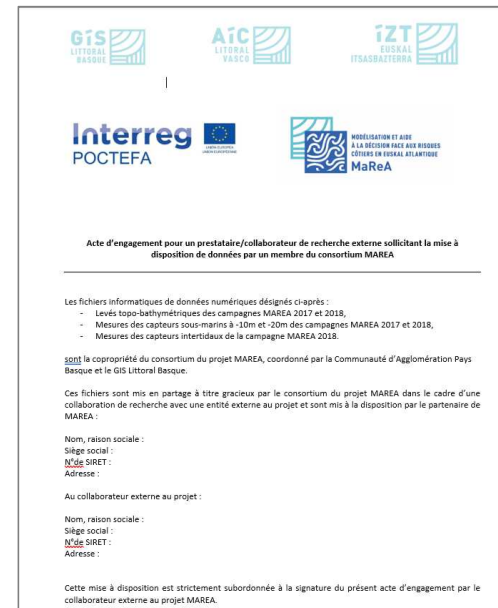 GIS
LITTORAL
BASQUE
AIC
LITORAL
VASCO
IZT
EUSKAL
ITSASBAZTERRA
Interreg
POCTEFA
UNION EUROPÉENNE
UNIÓN EUROPEA
MODÉLISATION ET AIDE
À LA DÉCISION FACE AUX RISQUES
CÔTIERS EN EUSKAL ATLANTIQUE
MaReA
Acte d'engagement pour un prestataire/collaborateur de recherche externe sollicitant la mise à
disposition de données par un membre du consortium MAREA
Les fichiers informatiques de données numériques désignés ci-après :
- Levés topo-bathymétriques des campagnes MAREA 2017 et 2018,
- Mesures des capteurs sous-marins à -10m et -20m des campagnes MAREA 2017 et 2018,
- Mesures des capteurs intertidaux de la campagne MAREA 2018.
sont la copropriété du consortium du projet MAREA, coordonné par la Communauté d'Agglomération Pays
Basque et le GIS Littoral Basque.
Ces fichiers sont mis en partage à titre gracieux par le consortium du projet MAREA dans le cadre d'une
collaboration de recherche avec une entité externe au projet et sont mis à la disposition par le partenaire de
MAREA :
Nom, raison sociale :
Siège social :
N°de SIRET :
Adresse :
Au collaborateur externe au projet :
Nom, raison sociale :
Siège social :
N°de SIRET :
Adresse :
Cette mise à disposition est strictement subordonnée à la signature du présent acte d'engagement par le
collaborateur externe au projet MAREA.